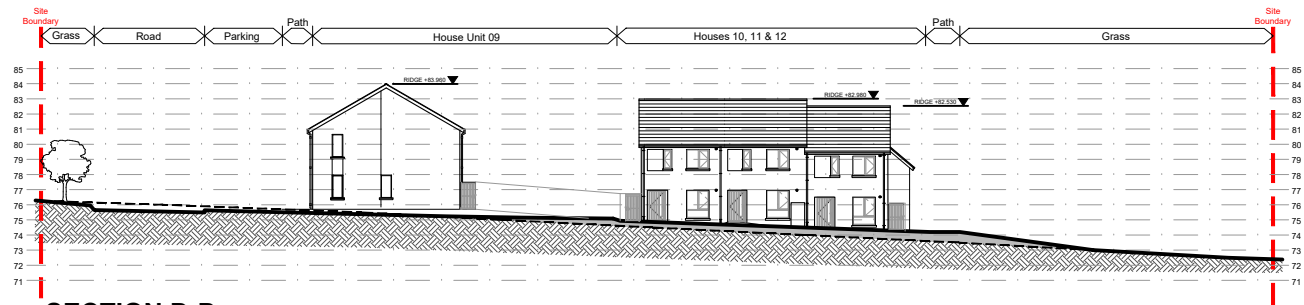 Site
Boundary
Grass
Road
Parking
Path
House Unit 09
Houses 10, 11 & 12
Path
Grass
Site
Boundary
RIDGE +83.960
RIDGE +82.980
RIDGE +82.530
85
84
83
82
81
80
79
78
77
76
75
74
73
72
71
85
84
83
82
81
80
79
78
77
76
75
74
73
72
71